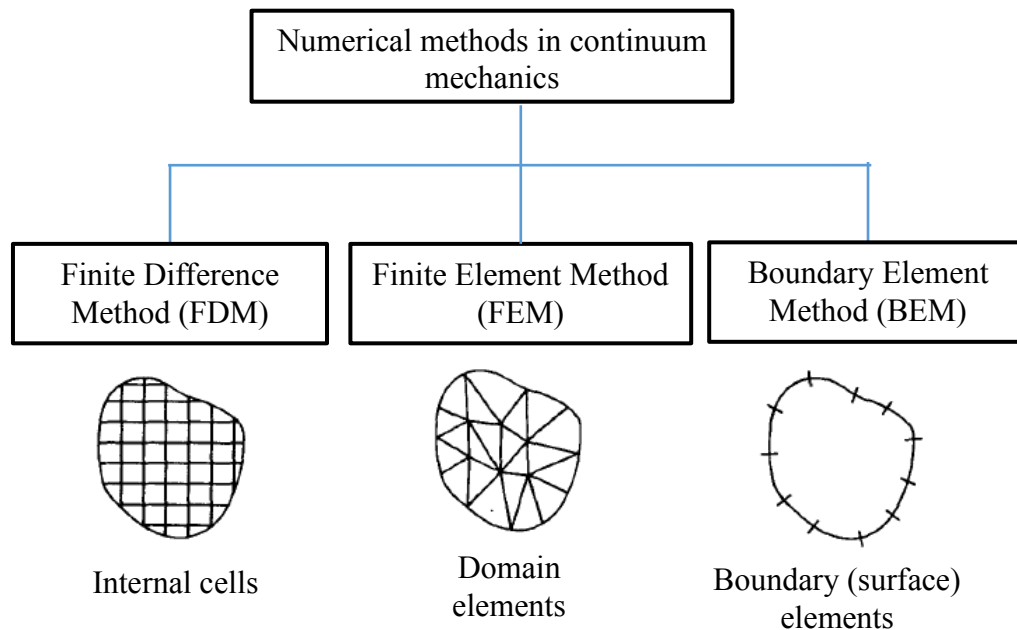 Numerical methods in continuum
mechanics
Finite Difference
Method (FDM)
Finite Element Method
(FEM)
Boundary Element
Method (BEM)
Internal cells
Domain
elements
Boundary (surface)
elements